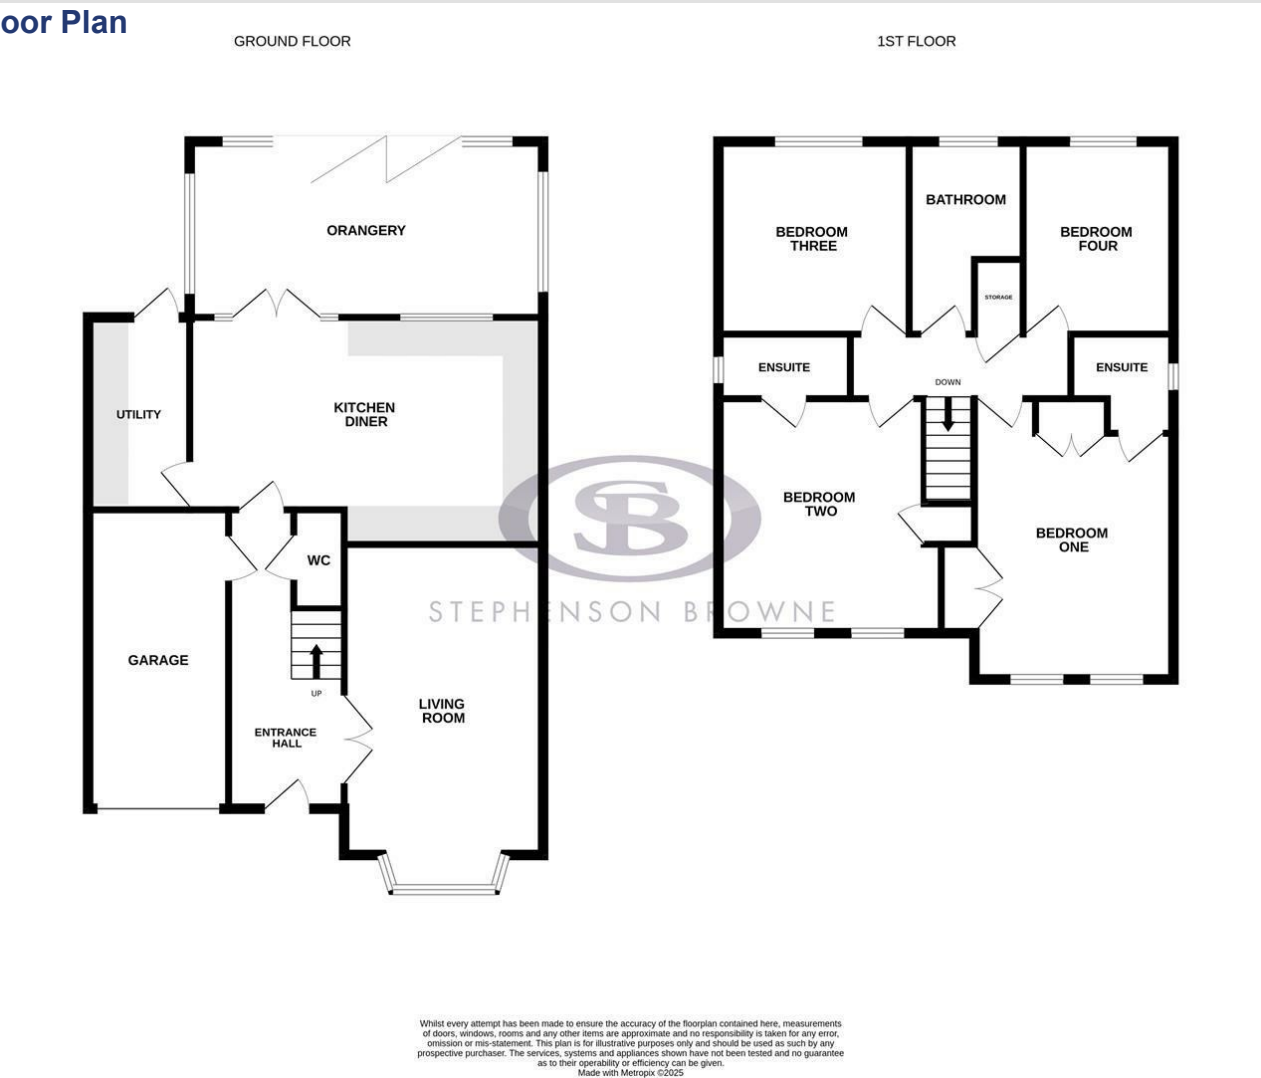 oor Plan
GROUND FLOOR
1ST FLOOR
ORANGERY
UTILITY
KITCHEN
DINER
WC
GARAGE
UP
LIVING
ROOM
ENTRANCE
HALL
BEDROOM
THREE
BATHROOM
BEDROOM
FOUR
STORAGE
ENSUITE
ENSUITE
DOWN
BEDROOM
TWO
BEDROOM
ONE
SB
STEPHENSON BROWNE
Whilst every attempt has been made to ensure the accuracy of the floorplan contained here, measurements
of doors, windows, rooms and any other items are approximate and no responsibility is taken for any error,
omission or mis-statement. This plan is for illustrative purposes only and should be used as such by any
prospective purchaser. The services, systems and appliances shown have not been tested and no guarantee
as to their operability or efficiency can be given.
Made with Metropix ©2025